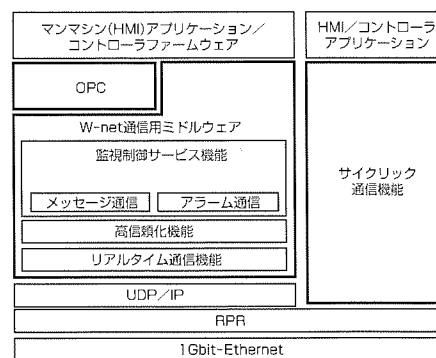 マンマシン(HMI)アプリケーション／
コントローラファームウェア
HMI／コントローラ
アプリケーション
OPC
W-net通信用ミドルウェア
監視制御サービス機能
メッセージ通信
アラーム通信
高信頼化機能
リアルタイム通信機能
サイクリック
通信機能
UDP／IP
RPR
1Gbit-Ethernet